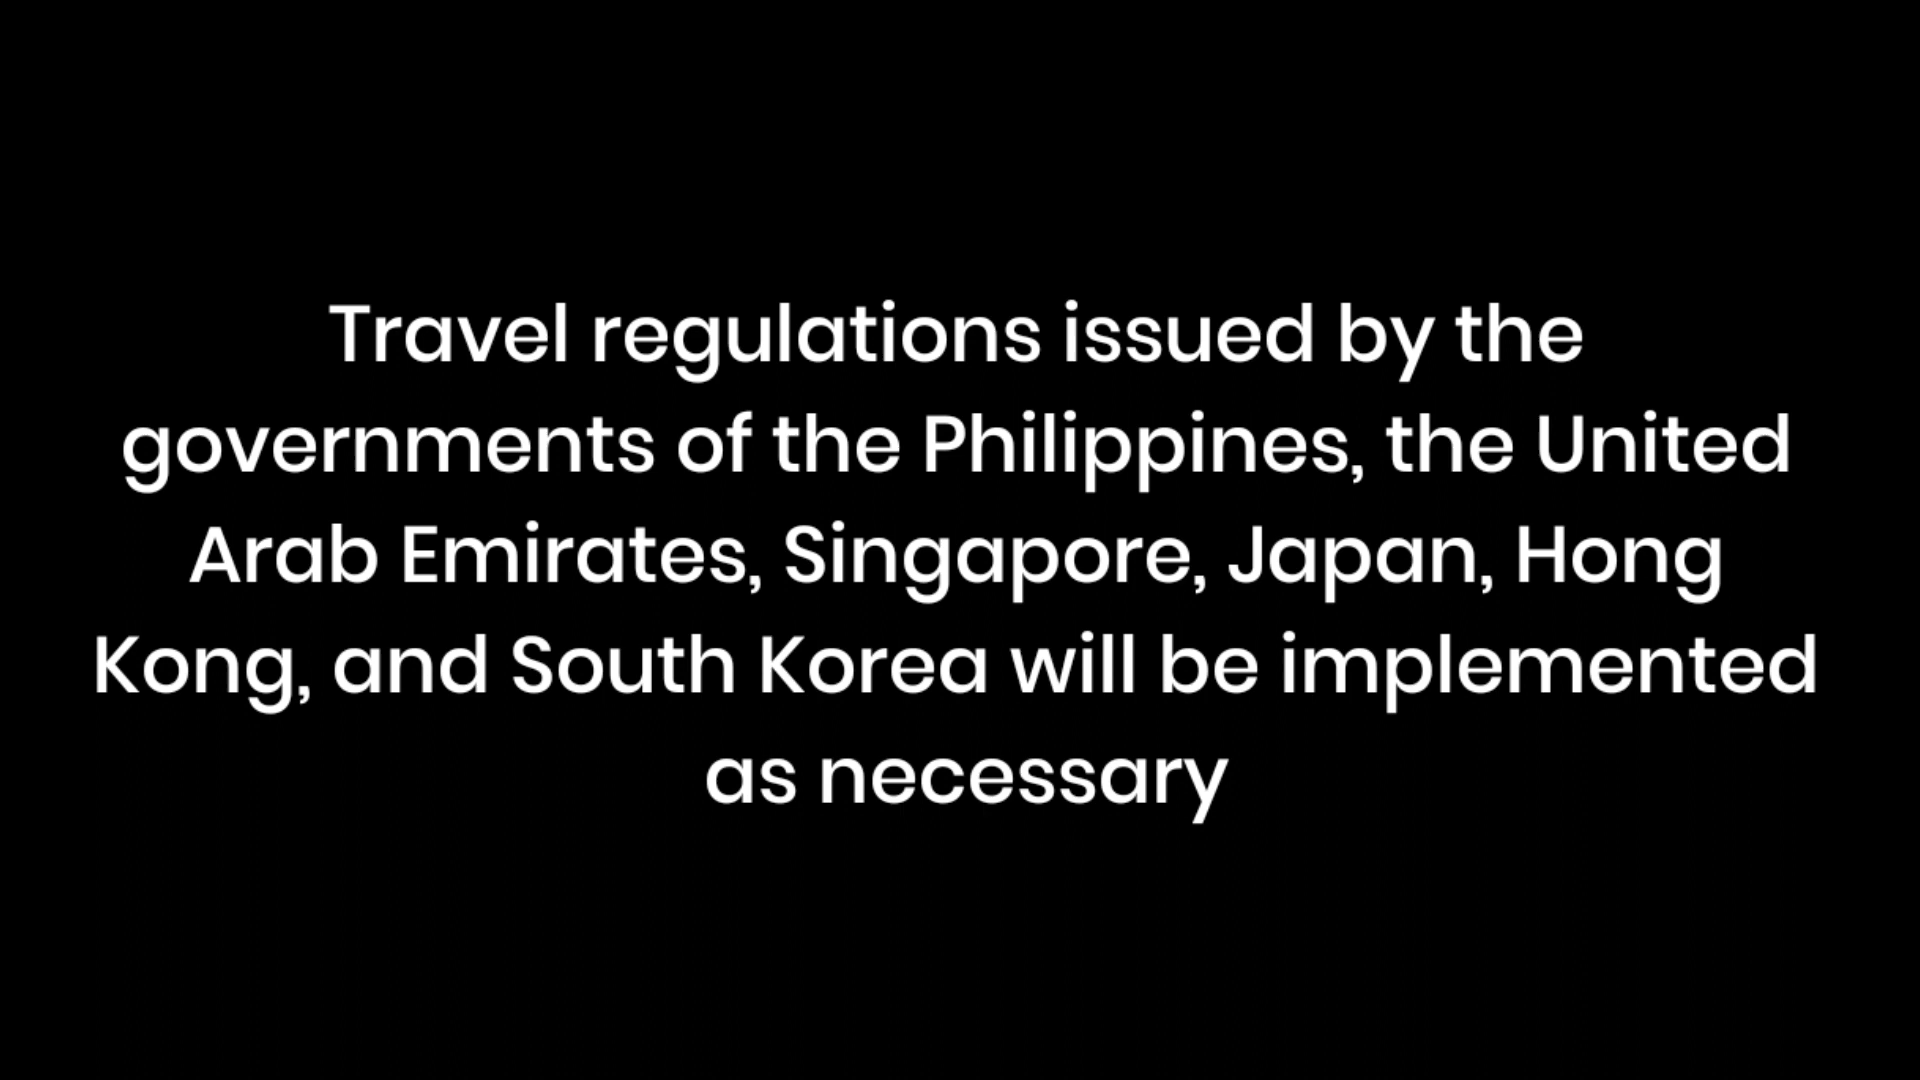 Travel regulations issued by the
governments of the Philippines, the United
Arab Emirates, Singapore, Japan, Hong
Kong, and South Korea will be implemented
as necessary